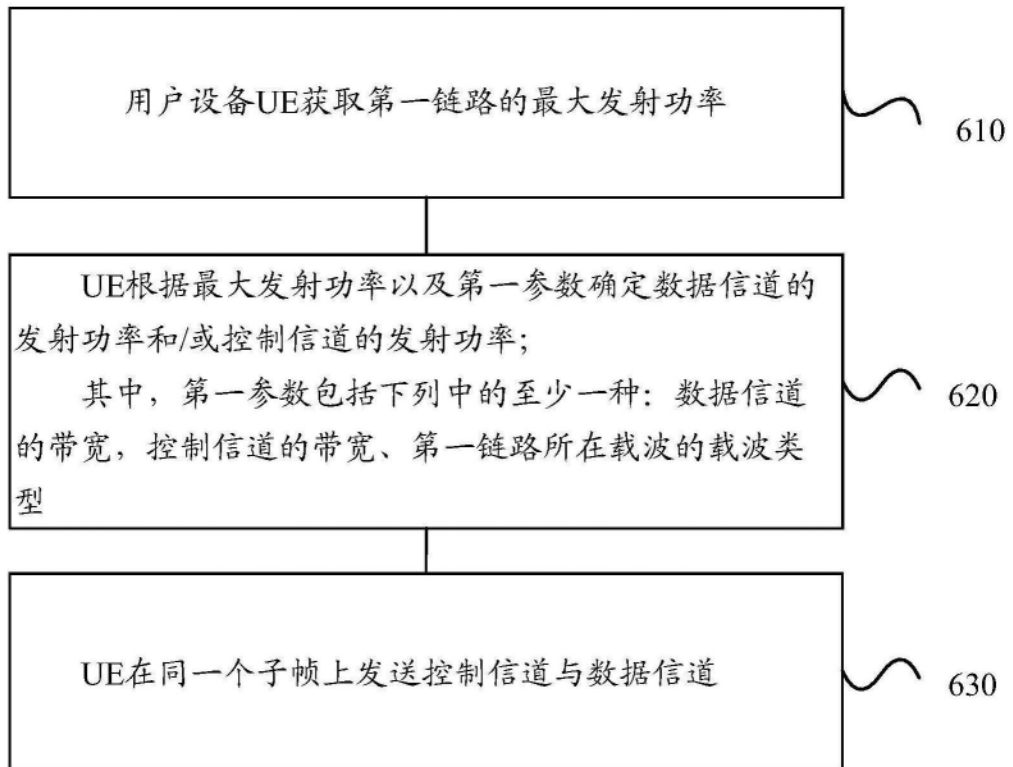 用户设备UE获取第一链路的最大发射功率
610
UE根据最大发射功率以及第一参数确定数据信道的
发射功率和/或控制信道的发射功率；
其中，第一参数包括下列中的至少一种：数据信道
的带宽，控制信道的带宽、第一链路所在载波的载波类
型
620
UE在同一个子帧上发送控制信道与数据信道
630